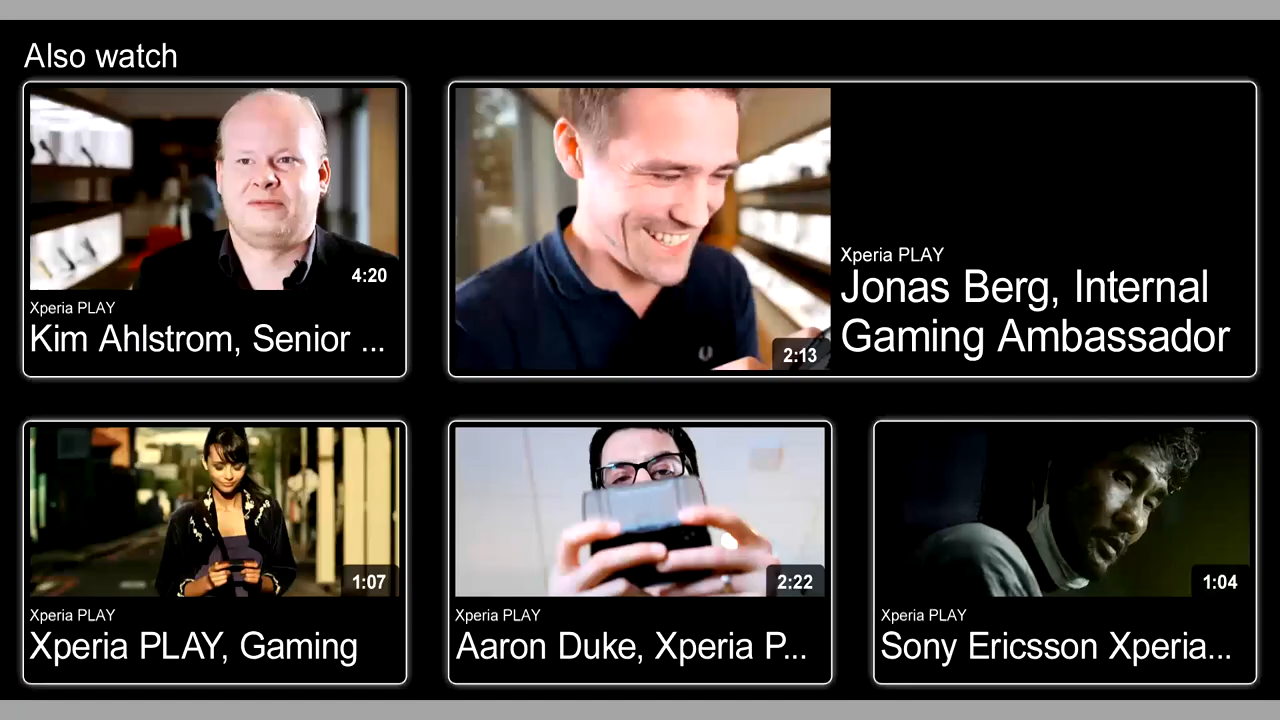 Also watch
4:20
Xperia PLAY
Kim Ahlstrom, Senior ...
2:13
Xperia PLAY
Jonas Berg, Internal
Gaming Ambassador
1:07
Xperia PLAY
Xperia PLAY, Gaming
2:22
Xperia PLAY
Aaron Duke, Xperia P...
1:04
Xperia PLAY
Sony Ericsson Xperia...